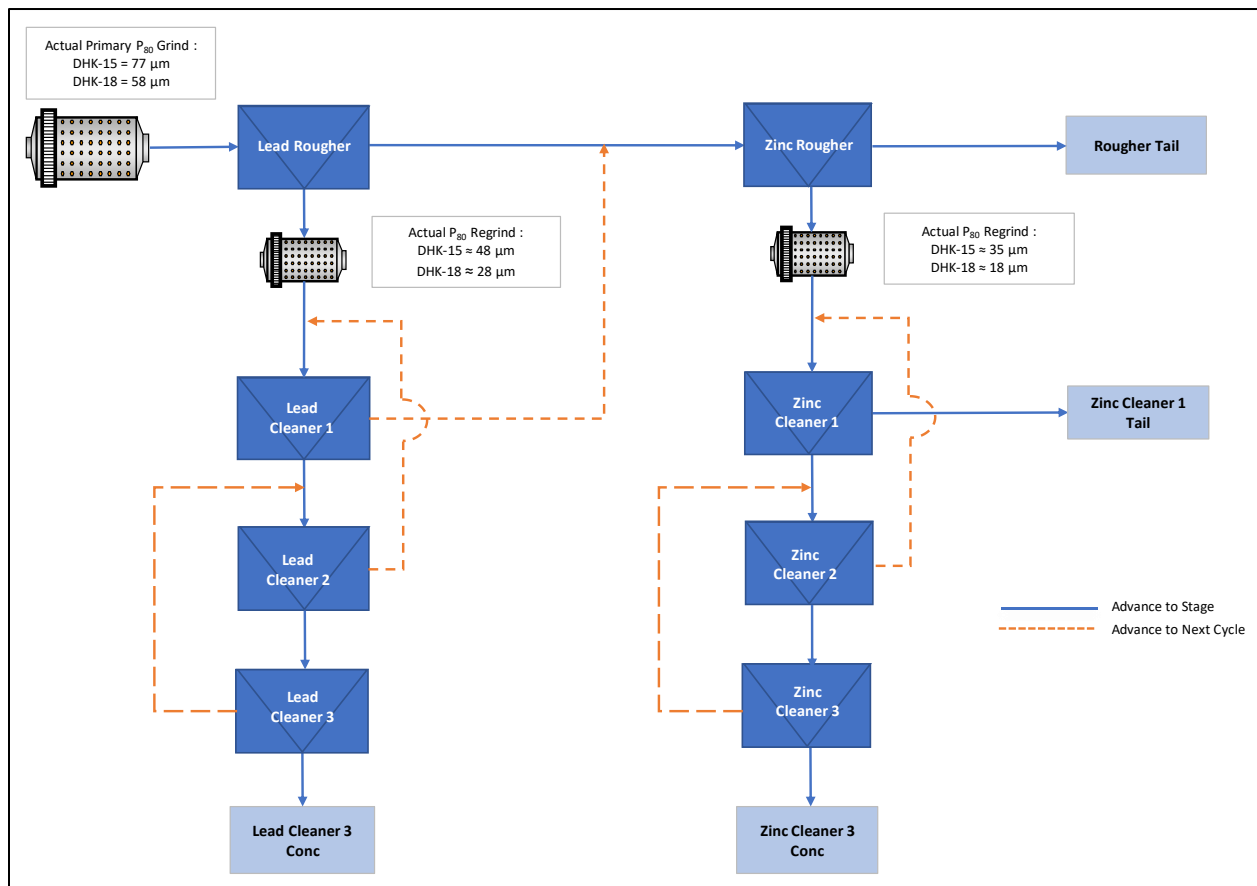 Actual Primary P₈₀ Grind :
DHK-15 = 77 µm
DHK-18 = 58 µm
Lead Rougher
Zinc Rougher
Rougher Tail
Actual P₈₀ Regrind :
DHK-15 ≈ 48 µm
DHK-18 ≈ 28 µm
Actual P₈₀ Regrind :
DHK-15 ≈ 35 µm
DHK-18 ≈ 18 µm
Lead
Cleaner 1
Zinc
Cleaner 1
Zinc Cleaner 1
Tail
Lead
Cleaner 2
Zinc
Cleaner 2
Advance to Stage
Advance to Next Cycle
Lead
Cleaner 3
Zinc
Cleaner 3
Lead Cleaner 3
Conc
Zinc Cleaner 3
Conc